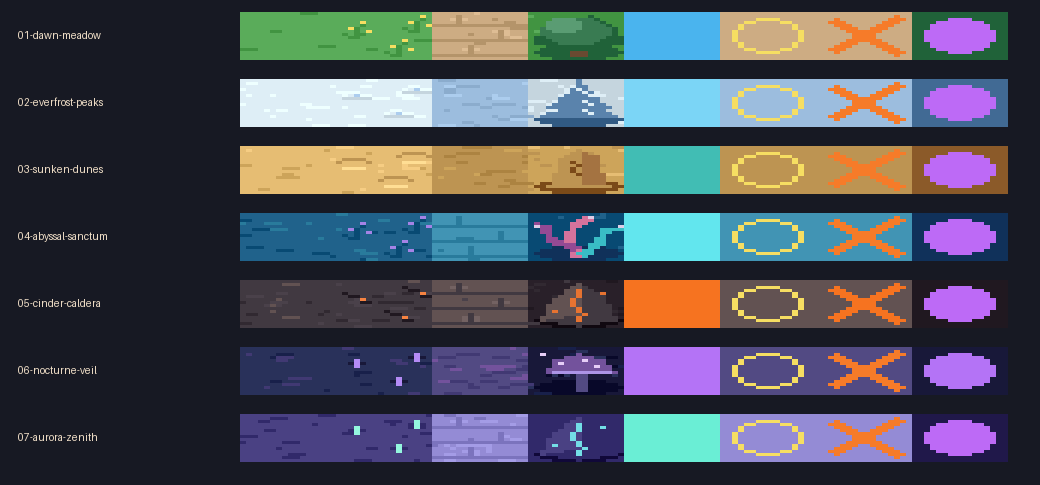 01-dawn-meadow
02-everfrost-peaks
03-sunken-dunes
04-abyssal-sanctum
05-cinder-caldera
06-nocturne-veil
07-aurora-zenith